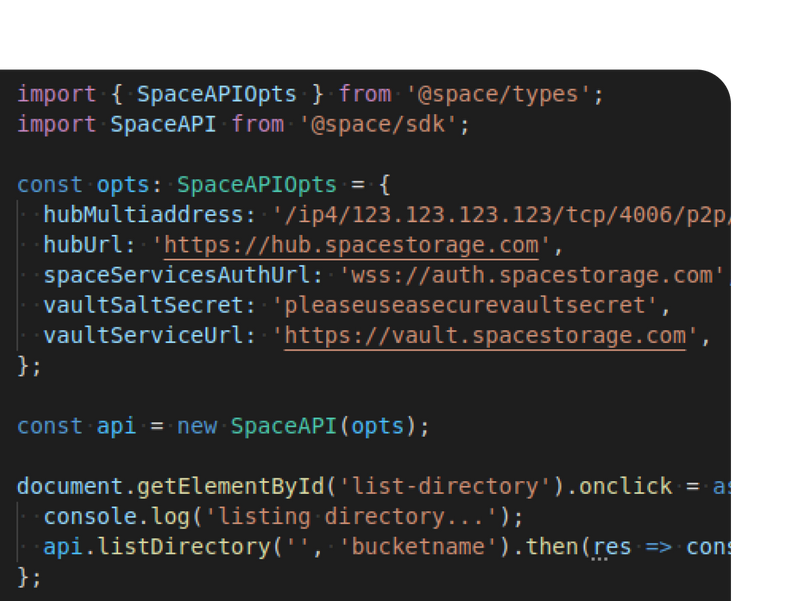 import { SpaceAPIOpts } from '@space/types';
import SpaceAPI from '@space/sdk';
const opts: SpaceAPIOpts = {
hubMultiaddress: '/ip4/123.123.123.123/tcp/4006/p2p/
hubUrl: 'https://hub.spacestorage.com',
spaceServicesAuthUrl: 'wss://auth.spacestorage.com',
vaultSaltSecret: 'pleaseuseasecurevaultsecret',
vaultServiceUrl: 'https://vault.spacestorage.com',
};
const api = new SpaceAPI(opts);
document.getElementById('list-directory').onclick = as
console.log('listing directory...');
api.listDirectory('', 'bucketname').then(res => cons
};